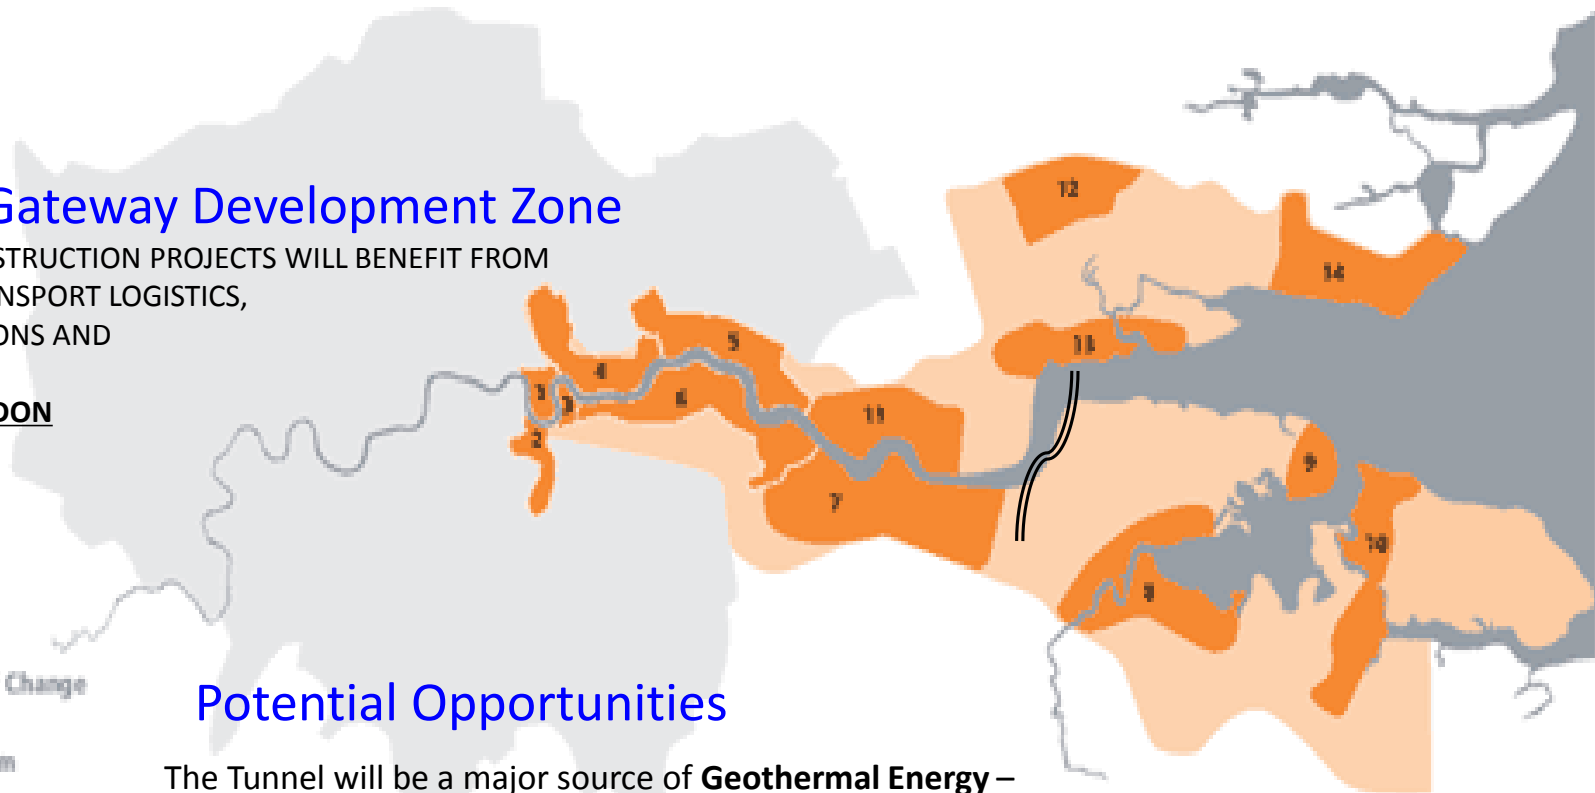 Gateway Development Zone
STRUCTION PROJECTS WILL BENEFIT FROM
NSPORT LOGISTICS,
ONS AND
DON
12
14
13
5
4
1
3
6
11
2
9
7
10
8
Change
Potential Opportunities
m
The Tunnel will be a major source of Geothermal Energy –